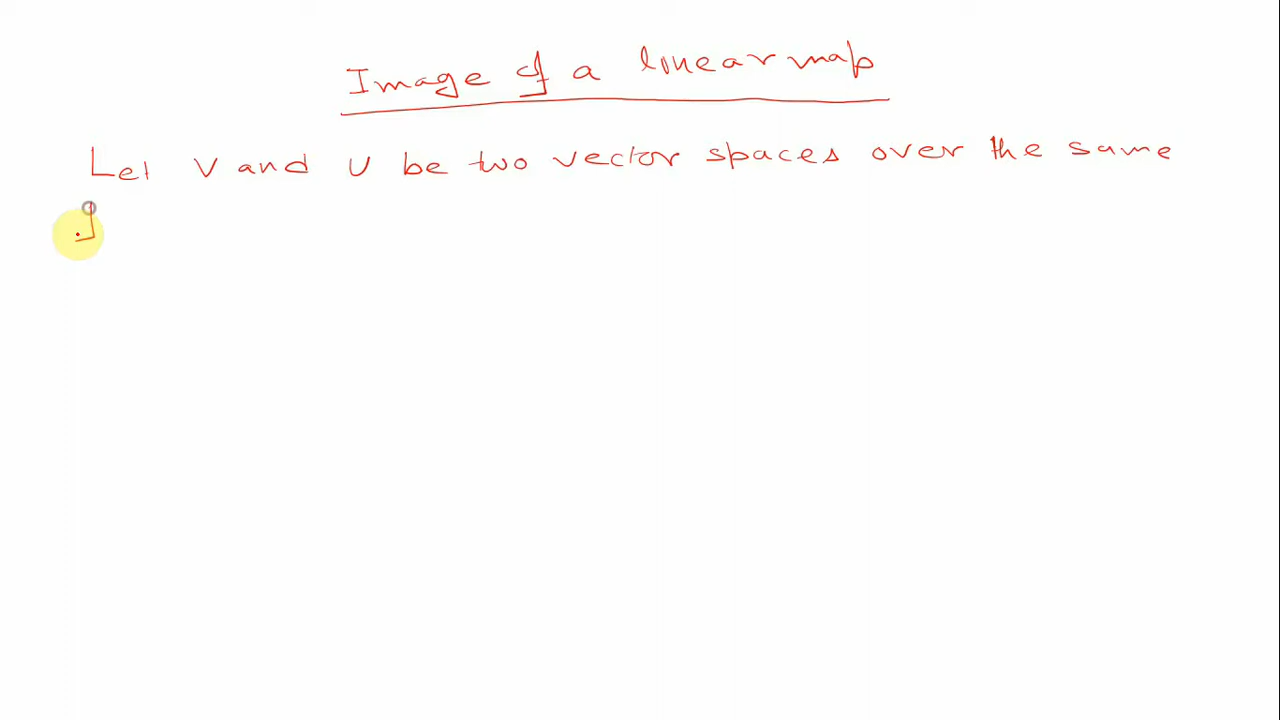 Image of a linear map
Let V and U be two vector spaces over the same